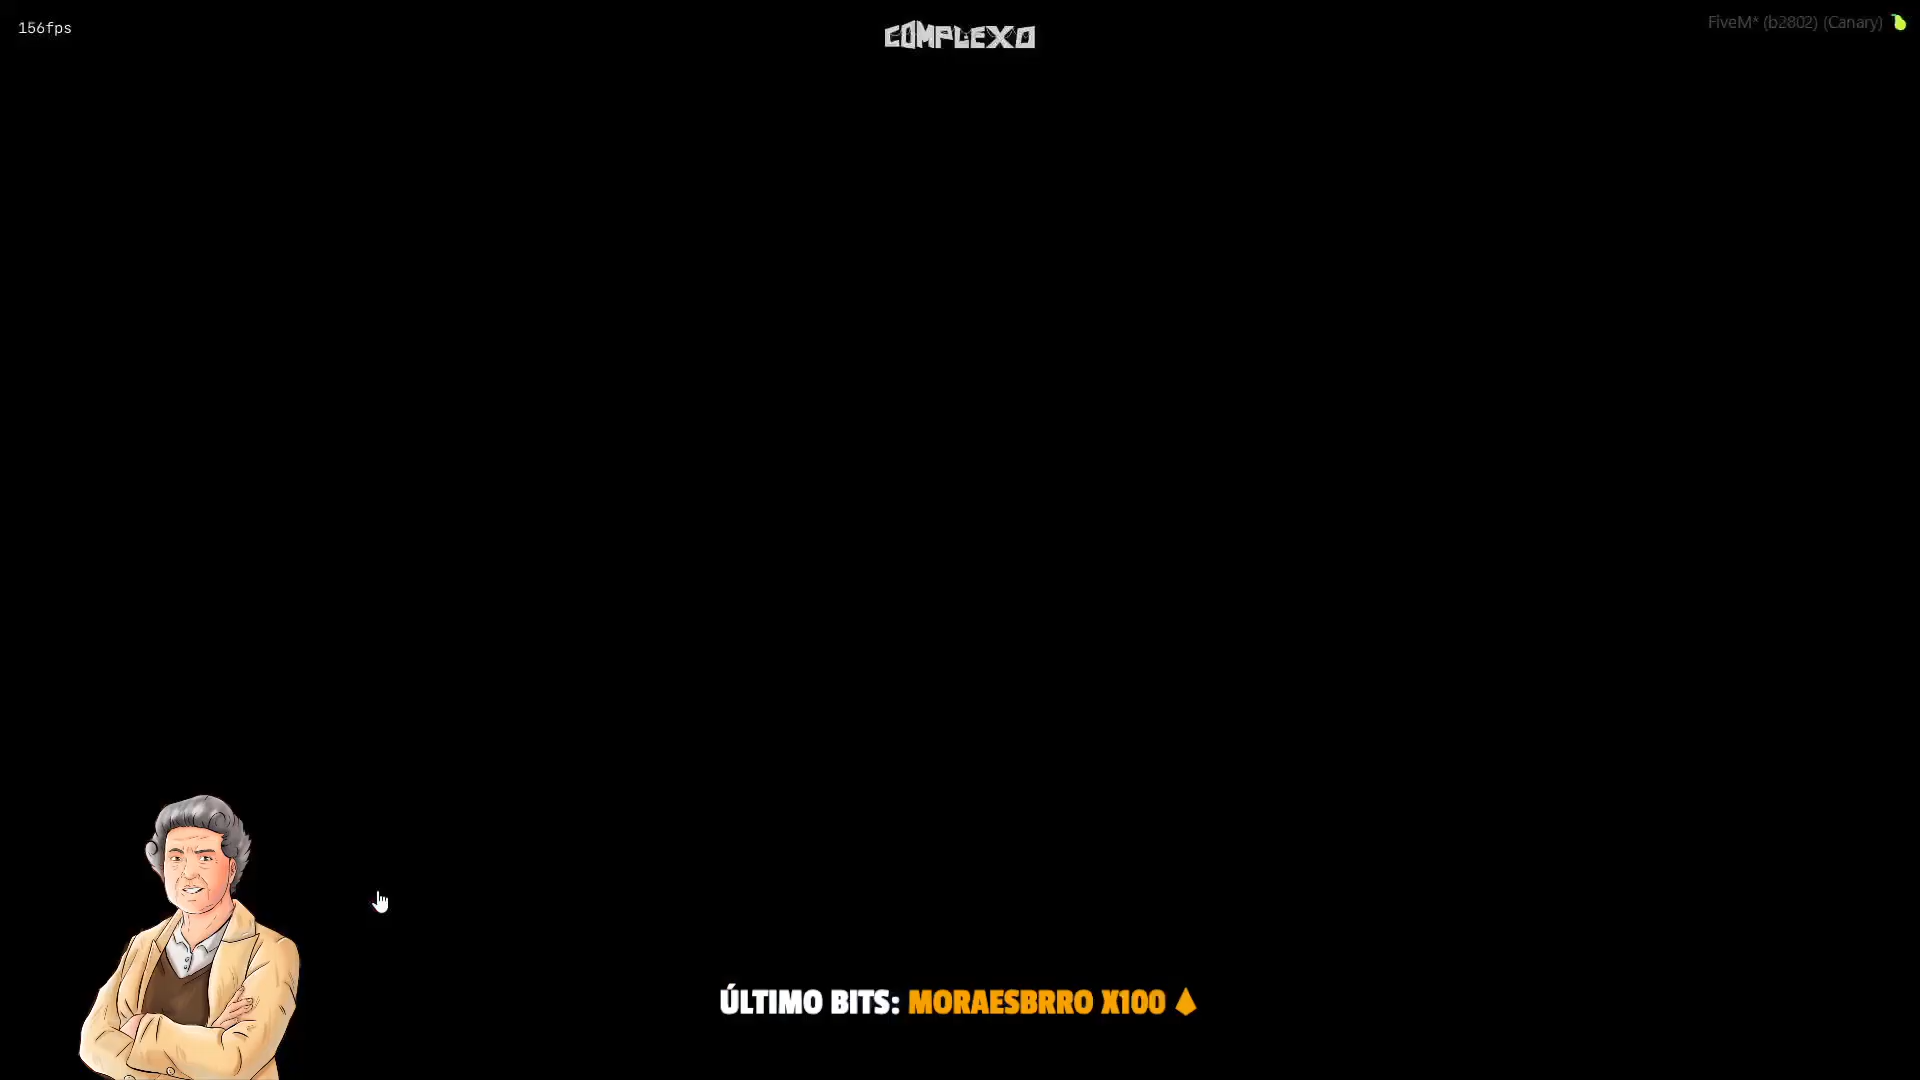 156fps
COMPLEXO
FiveM* (b2802) (Canary)
ÚLTIMO BITS: MORAESBRRO X100